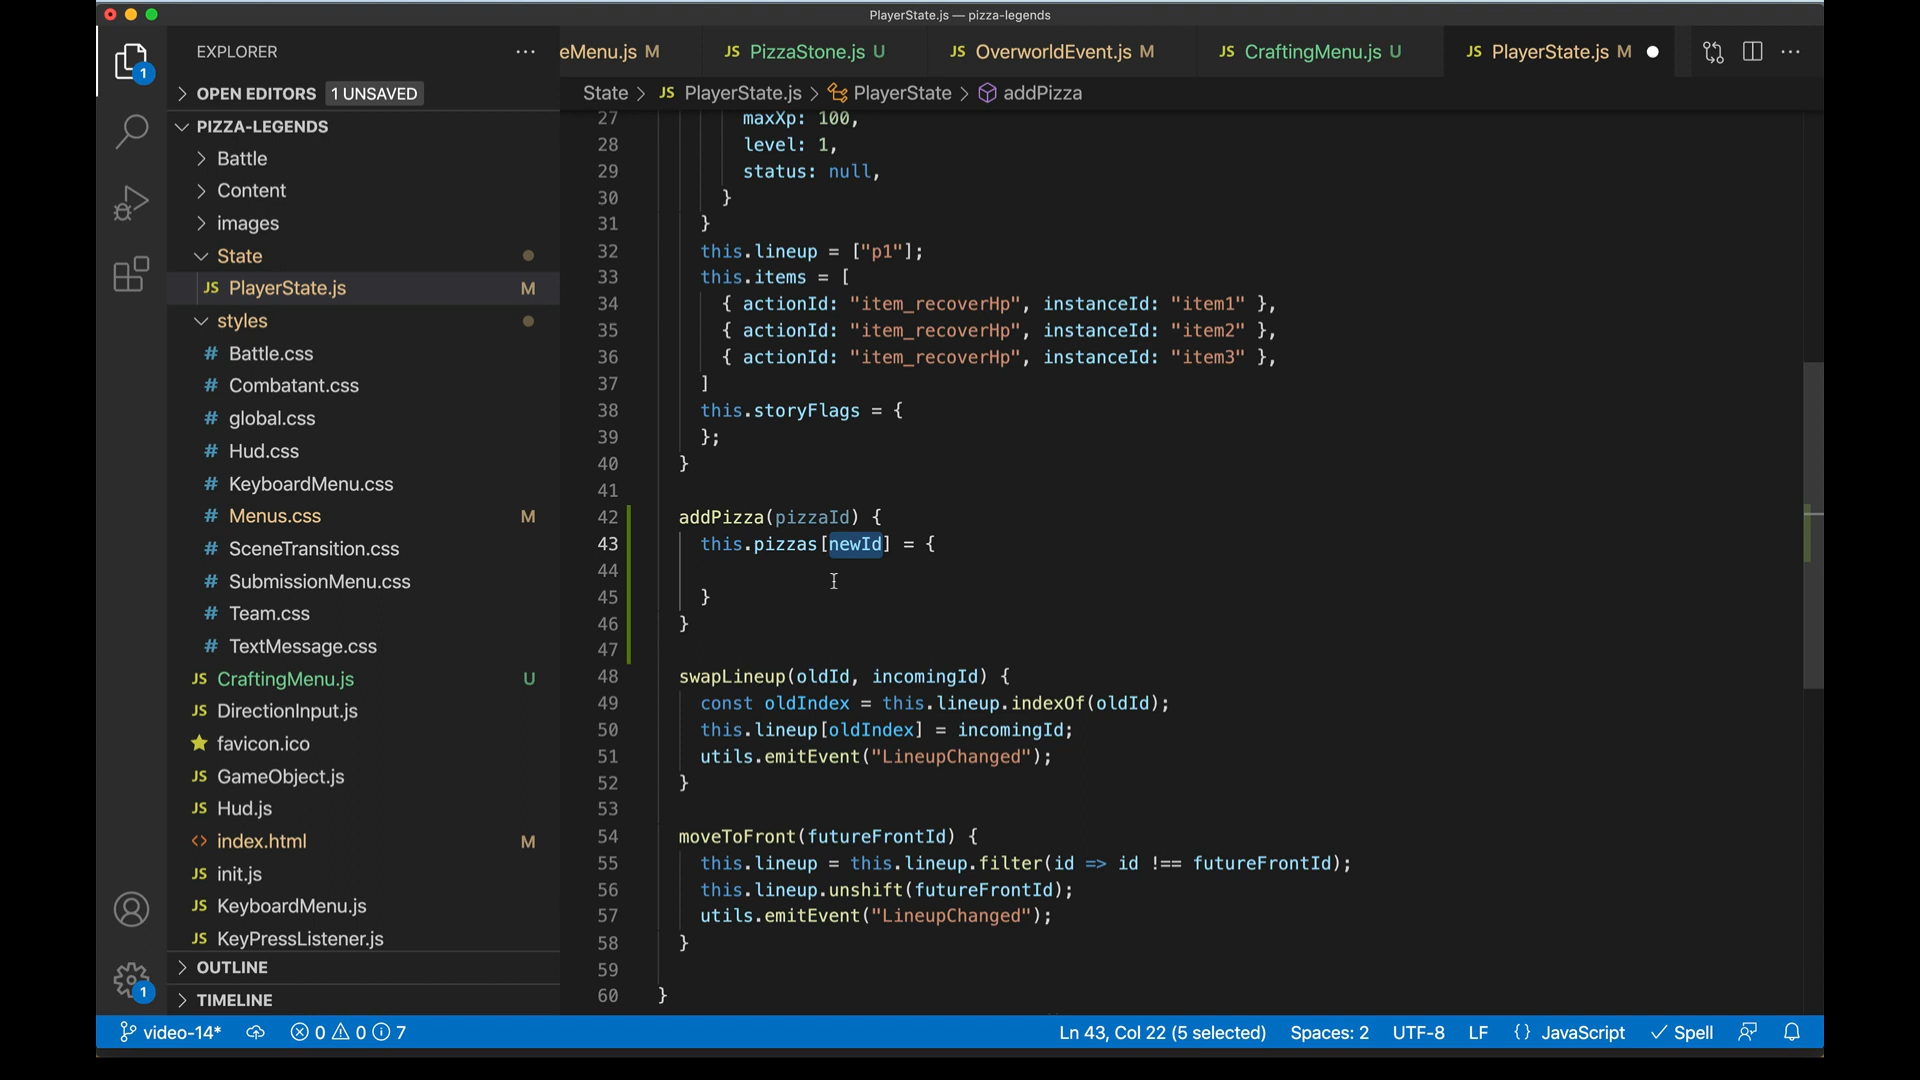 PlayerState.js — pizza-legends
EXPLORER
eMenu.js M
JS PizzaStone.js U
JS OverworldEvent.js M
JS CraftingMenu.js U
JS PlayerState.js M
OPEN EDITORS 1 UNSAVED
State > JS PlayerState.js > PlayerState > addPizza
PIZZA-LEGENDS
Battle
Content
images
State
JS PlayerState.js M
styles
# Battle.css
# Combatant.css
# global.css
# Hud.css
# KeyboardMenu.css
# Menus.css M
# SceneTransition.css
# SubmissionMenu.css
# Team.css
# TextMessage.css
JS CraftingMenu.js U
JS DirectionInput.js
favicon.ico
JS GameObject.js
JS Hud.js
<> index.html M
JS init.js
JS KeyboardMenu.js
JS KeyPressListener.js
OUTLINE
TIMELINE
1
1
27 maxXp: 100,
28 level: 1,
29 status: null,
30 }
31 }
32 this.lineup = ["p1"];
33 this.items = [
34 { actionId: "item_recoverHp", instanceId: "item1" },
35 { actionId: "item_recoverHp", instanceId: "item2" },
36 { actionId: "item_recoverHp", instanceId: "item3" },
37 ]
38 this.storyFlags = {
39 };
40 }
41
42 addPizza(pizzaId) {
43 this.pizzas[newId] = {
44
45 }
46 }
47
48 swapLineup(oldId, incomingId) {
49 const oldIndex = this.lineup.indexOf(oldId);
50 this.lineup[oldIndex] = incomingId;
51 utils.emitEvent("LineupChanged");
52 }
53
54 moveToFront(futureFrontId) {
55 this.lineup = this.lineup.filter(id => id !== futureFrontId);
56 this.lineup.unshift(futureFrontId);
57 utils.emitEvent("LineupChanged");
58 }
59
60 }
video-14* 0 0 7 Ln 43, Col 22 (5 selected) Spaces: 2 UTF-8 LF {} JavaScript Spell